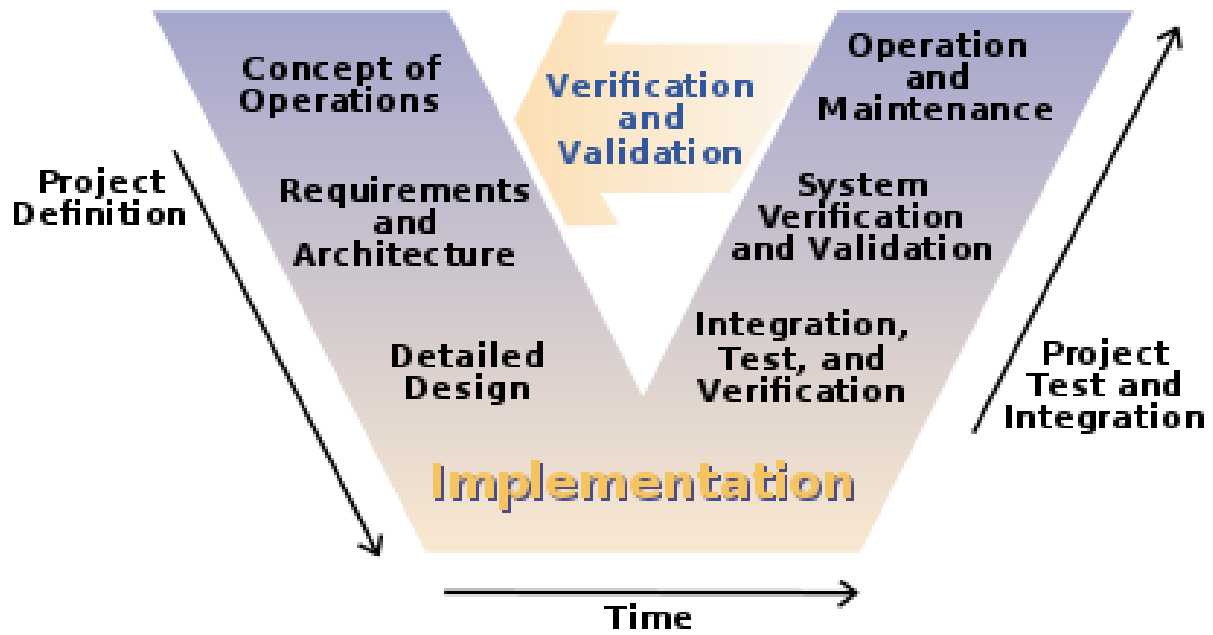 Concept of
Operations
Verification
and
Validation
Operation
and
Maintenance
Project
Definition
Requirements
and
Architecture
System
Verification
and Validation
Detailed
Design
Integration,
Test, and
Verification
Project
Test and
Integration
Implementation
Time